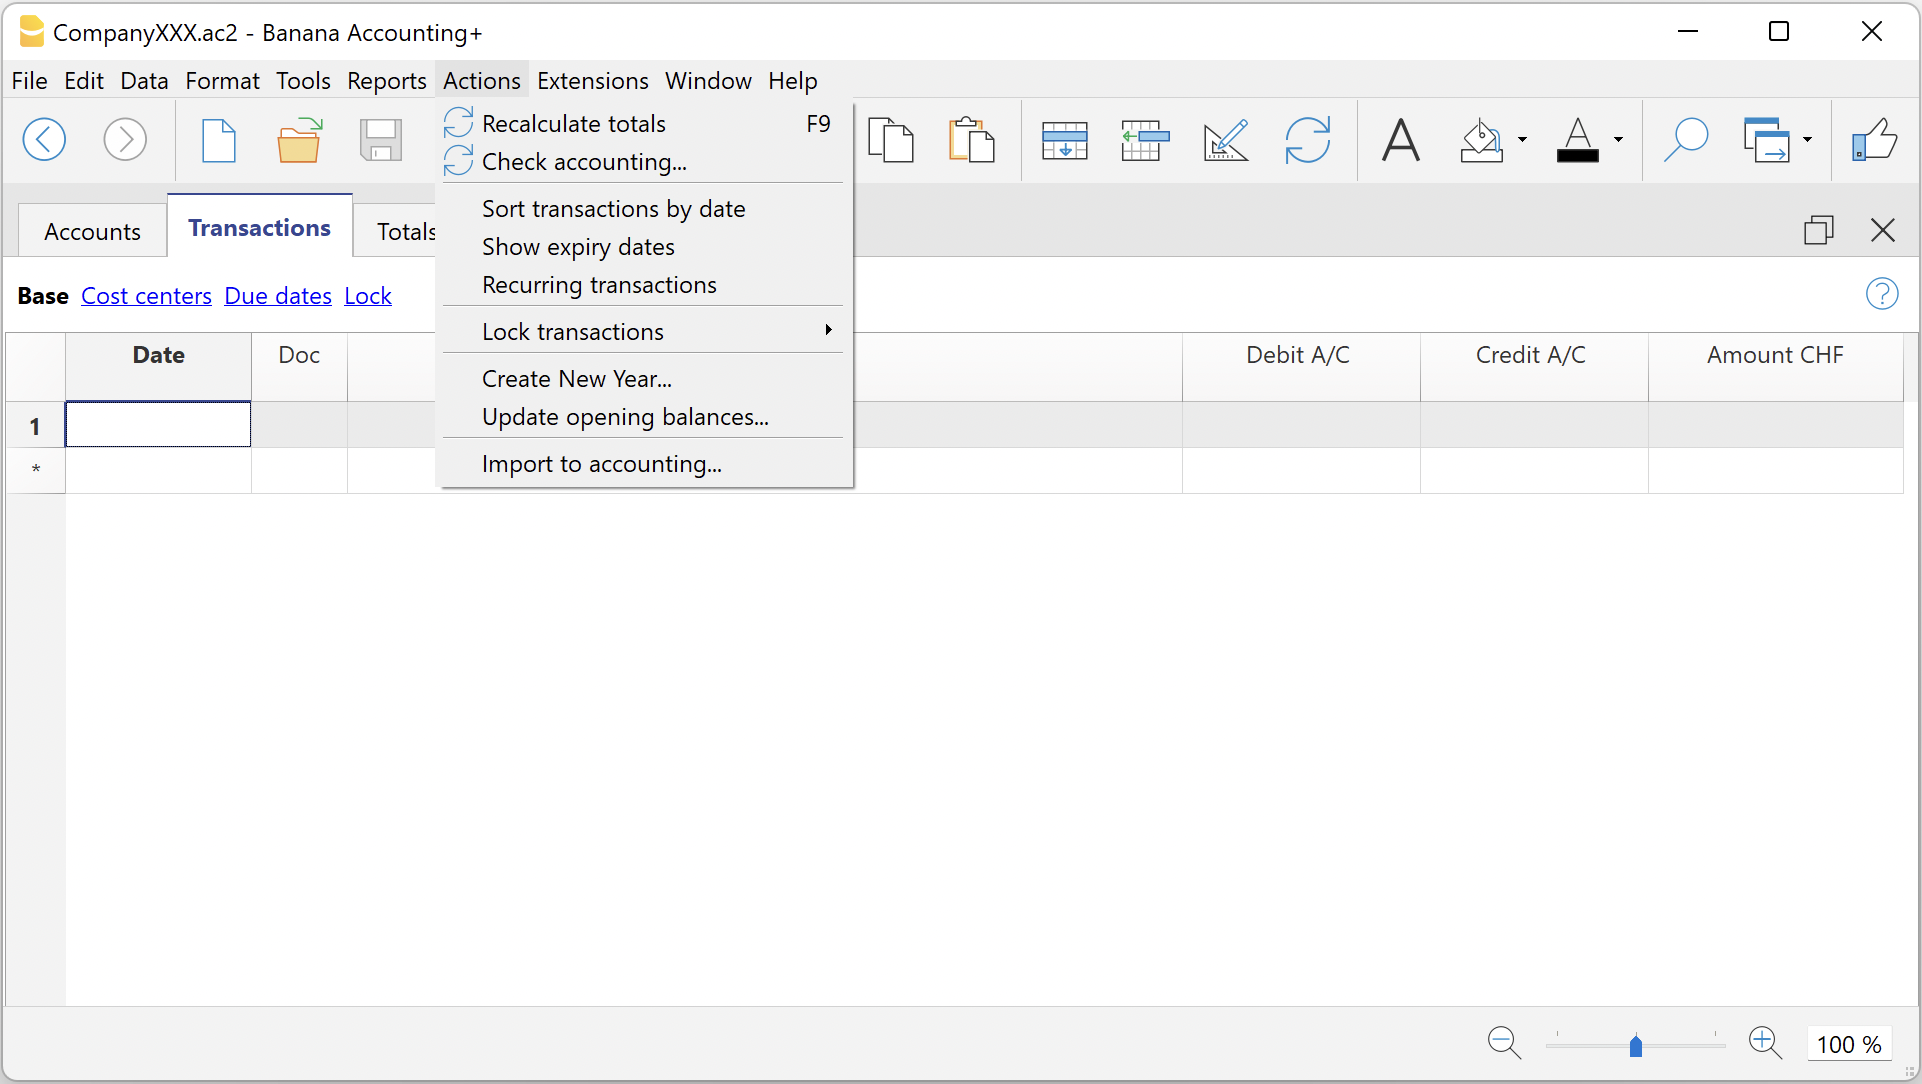 CompanyXXX.ac2 - Banana Accounting+
File Edit Data Format Tools Reports Actions Extensions Window Help
Recalculate totals F9
Check accounting...
Sort transactions by date
Show expiry dates
Recurring transactions
Lock transactions
Create New Year...
Update opening balances...
Import to accounting...
Accounts Transactions Totals
Base Cost centers Due dates Lock
Date Doc Debit A/C Credit A/C Amount CHF
1
*
100 %